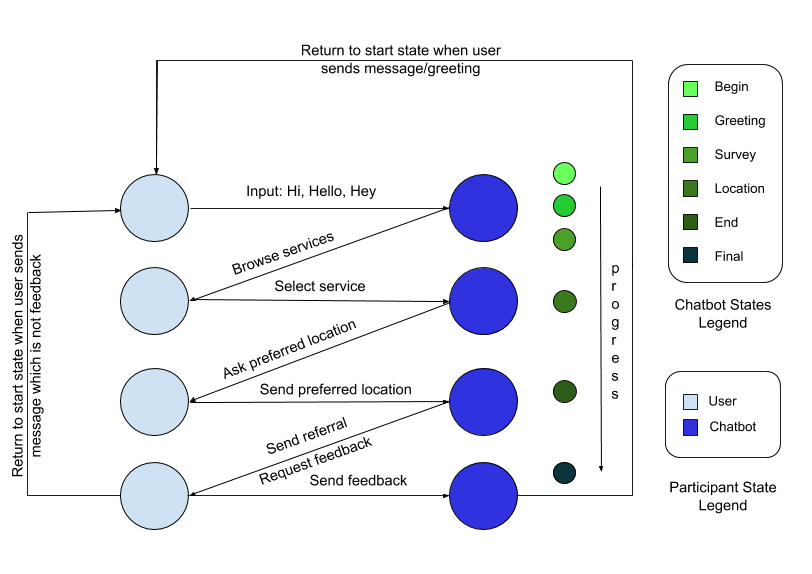 Return to start state when user
sends message/greeting
Input: Hi, Hello, Hey
Browse services
Select service
Ask preferred location
Send preferred location
Send referral
Request feedback
Send feedback
Return to start state when user sends
message which is not feedback
progress
Begin
Greeting
Survey
Location
End
Final
Chatbot States
Legend
User
Chatbot
Participant State
Legend